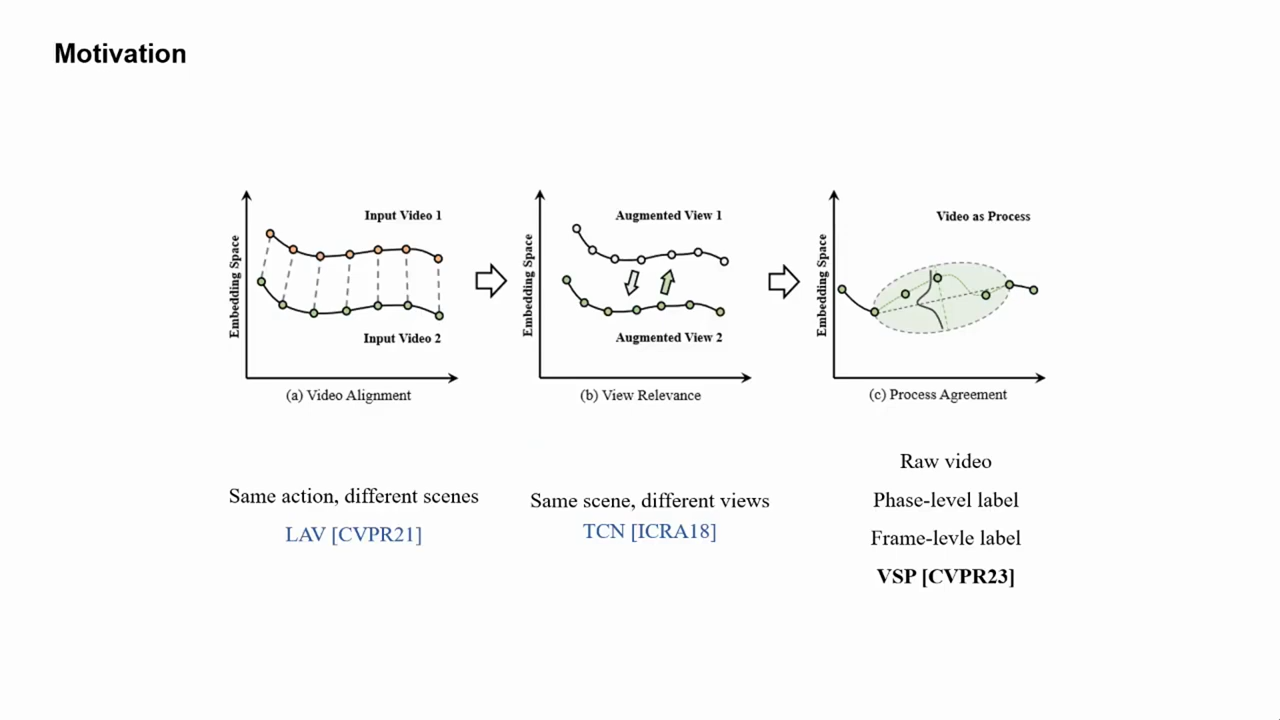 Motivation
Embedding Space
Input Video 1
Input Video 2
(a) Video Alignment
Embedding Space
Augmented View 1
Augmented View 2
(b) View Relevance
Embedding Space
Video as Process
(c) Process Agreement
Same action, different scenes
LAV [CVPR21]
Same scene, different views
TCN [ICRA18]
Raw video
Phase-level label
Frame-levle label
VSP [CVPR23]